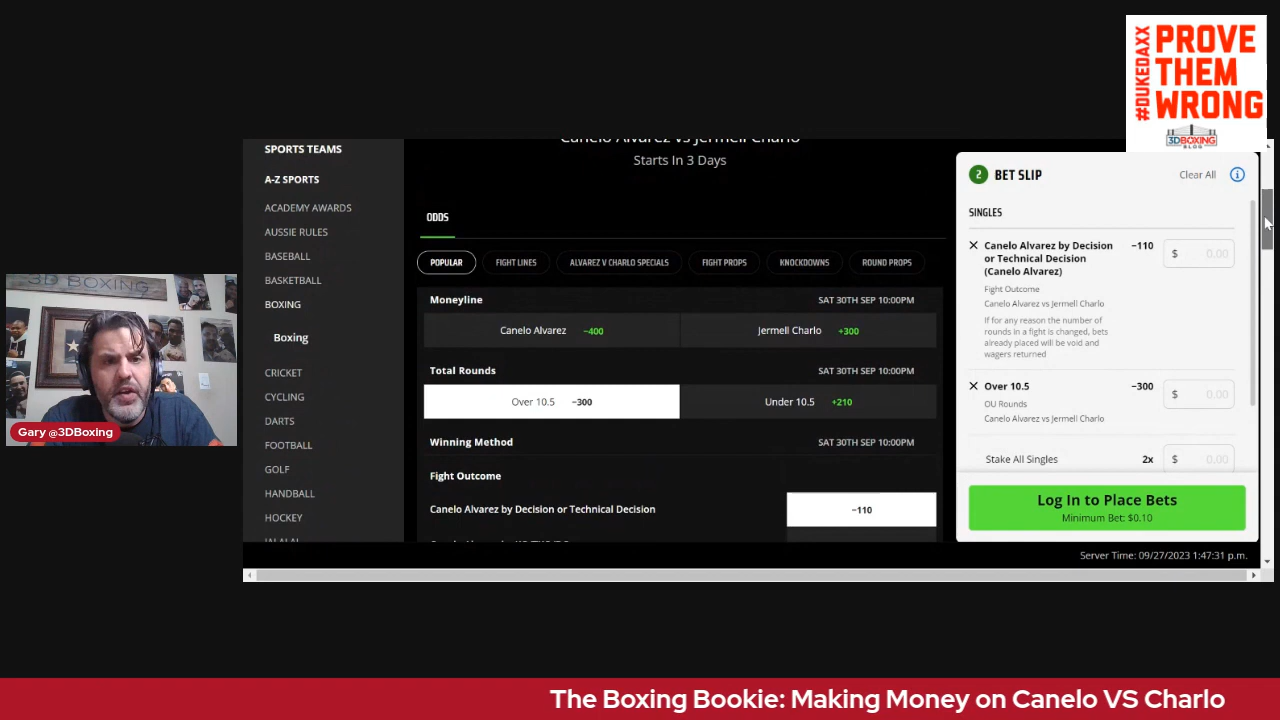 #DUKEDAXX
PROVE
THEM
WRONG
3DBOXING
BLOG
3D BOXING
Gary @3DBoxing
SPORTS TEAMS
A-Z SPORTS
ACADEMY AWARDS
AUSSIE RULES
BASEBALL
BASKETBALL
BOXING
Boxing
CRICKET
CYCLING
DARTS
FOOTBALL
GOLF
HANDBALL
HOCKEY
Canelo Alvarez vs Jermell Charlo
Starts In 3 Days
ODDS
POPULAR FIGHT LINES ALVAREZ V CHARLO SPECIALS FIGHT PROPS KNOCKDOWNS ROUND PROPS
Moneyline SAT 30TH SEP 10:00PM
Canelo Alvarez −400 Jermell Charlo +300
Total Rounds SAT 30TH SEP 10:00PM
Over 10.5 −300 Under 10.5 +210
Winning Method SAT 30TH SEP 10:00PM
Fight Outcome
Canelo Alvarez by Decision or Technical Decision −110
2 BET SLIP Clear All i
SINGLES
Canelo Alvarez by Decision −110 $ 0.00
or Technical Decision
(Canelo Alvarez)
Fight Outcome
Canelo Alvarez vs Jermell Charlo
If for any reason the number of
rounds in a fight is changed, bets
already placed will be void and
wagers returned
Over 10.5 −300 $ 0.00
OU Rounds
Canelo Alvarez vs Jermell Charlo
Stake All Singles 2x $ 0.00
Log In to Place Bets
Minimum Bet: $0.10
Server Time: 09/27/2023 1:47:31 p.m.
The Boxing Bookie: Making Money on Canelo VS Charlo